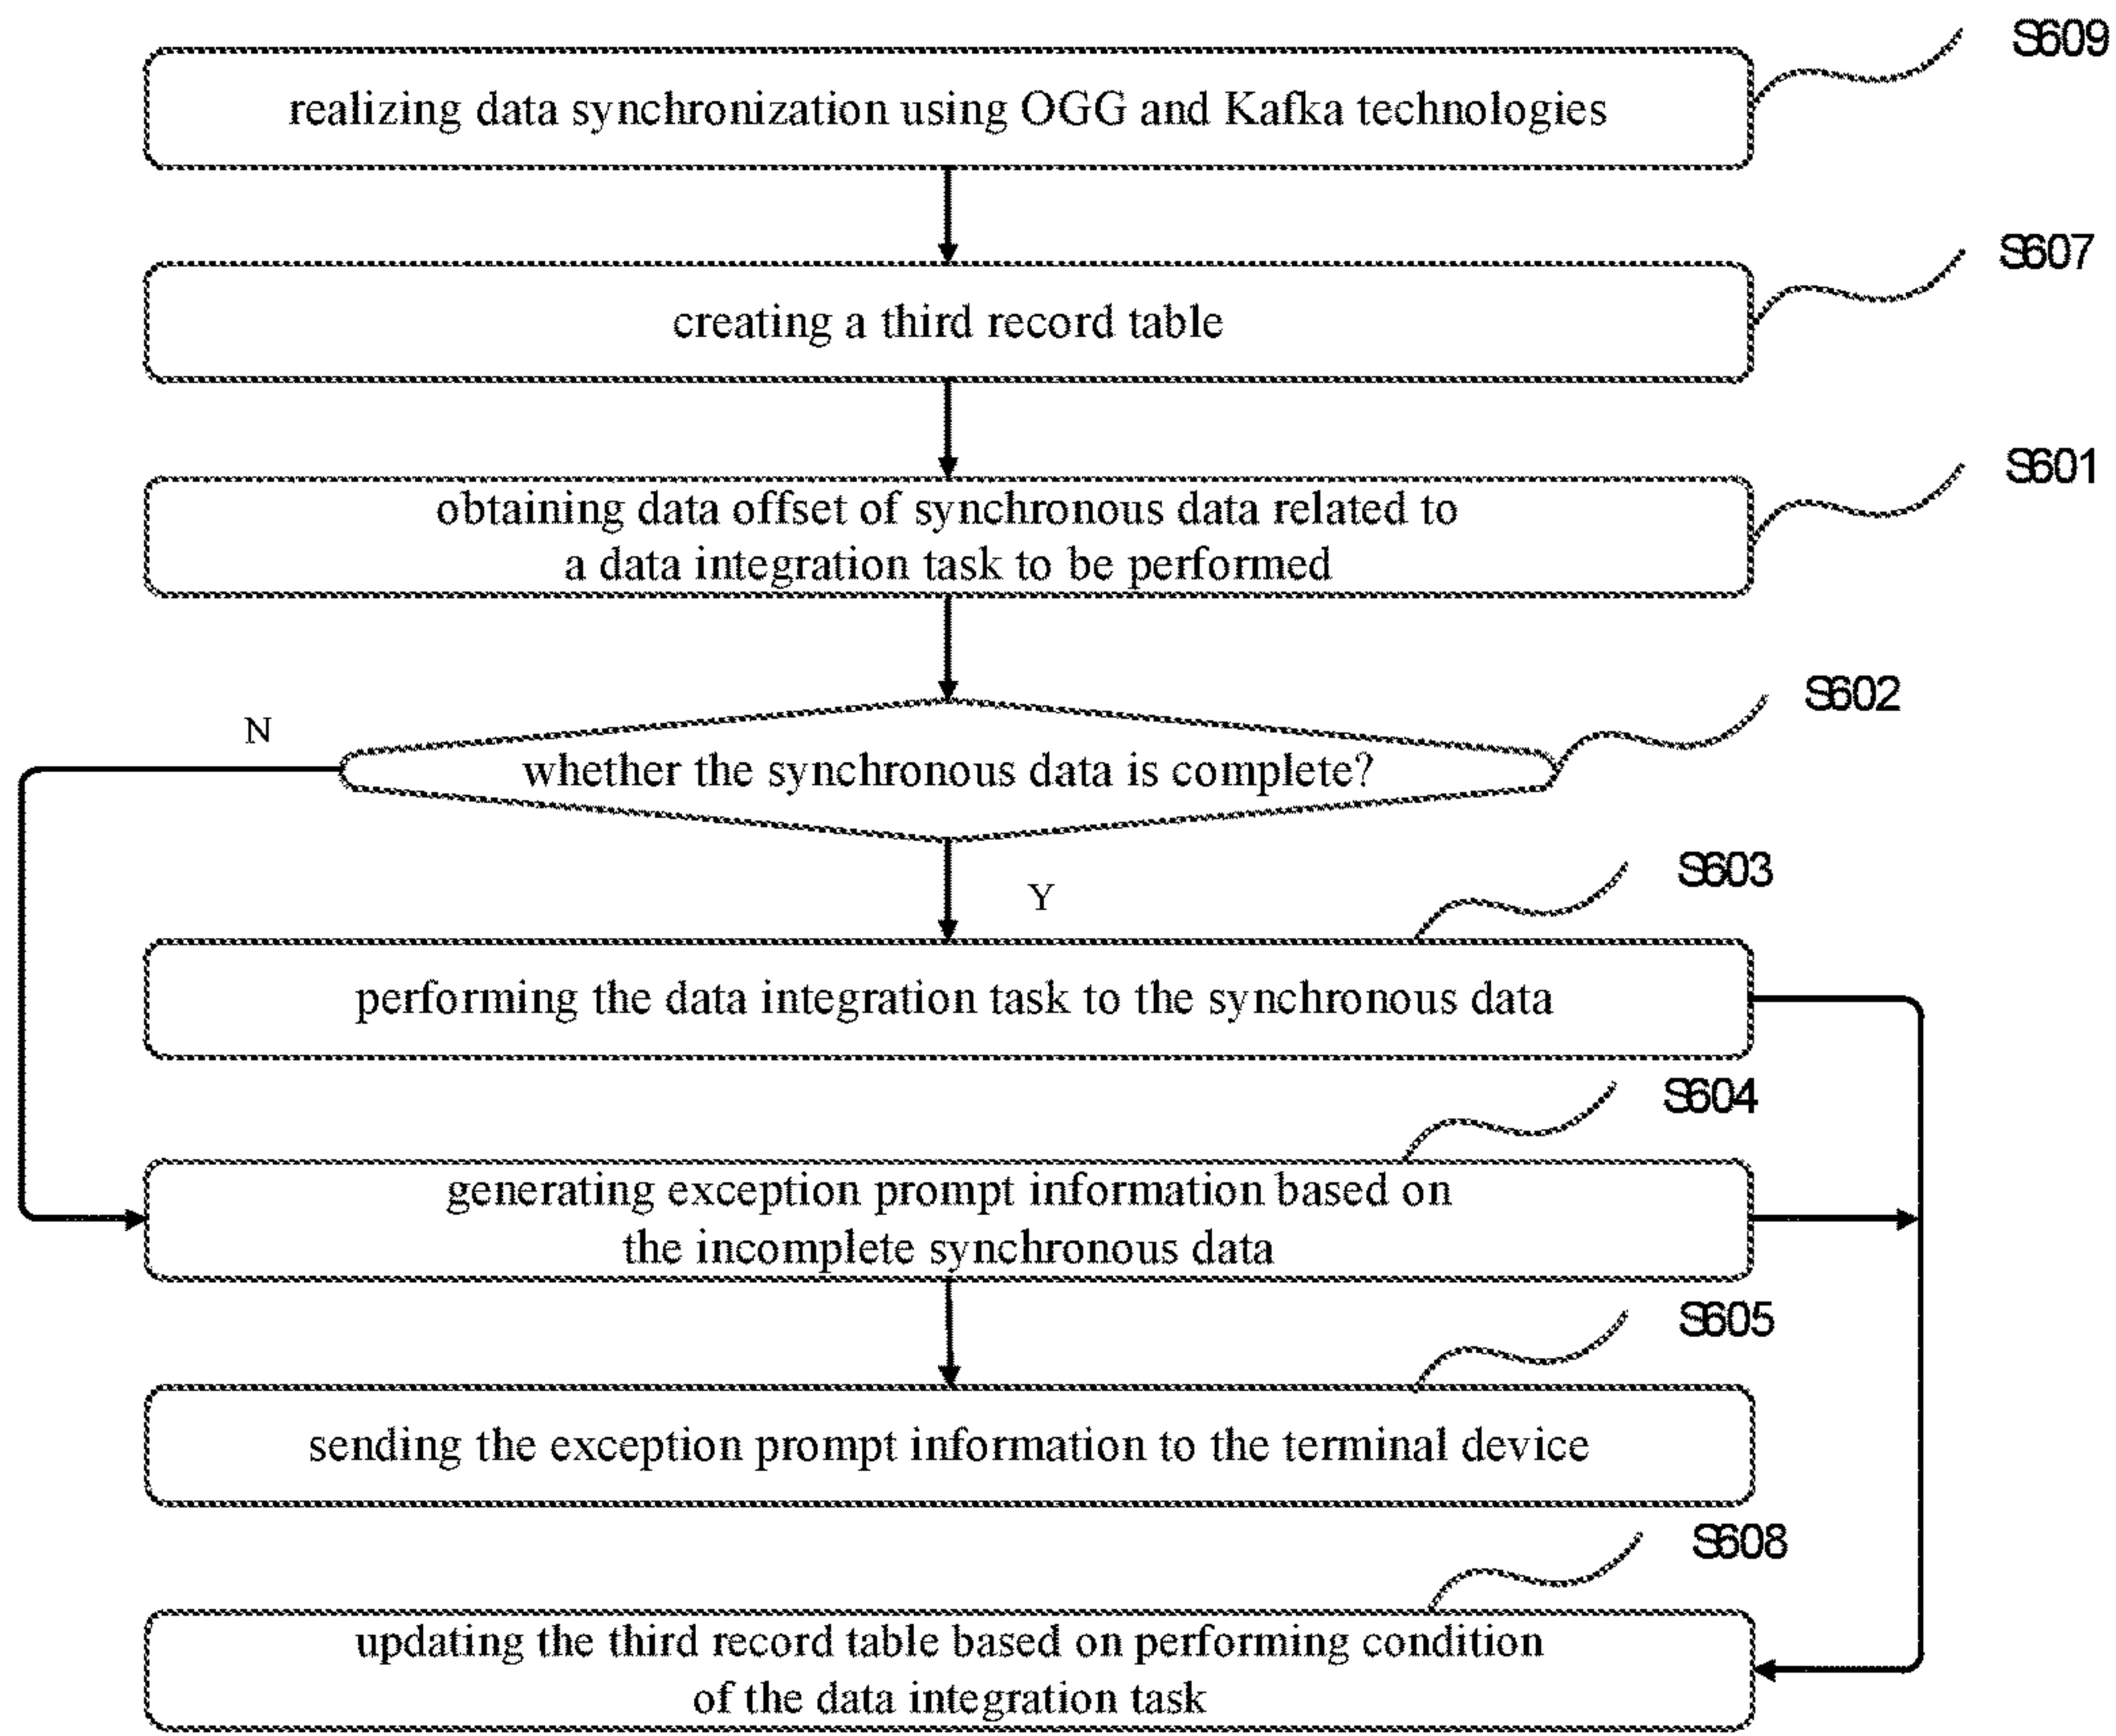 S609
realizing data synchronization using OGG and Kafka technologies
S607
creating a third record table
S601
obtaining data offset of synchronous data related to
a data integration task to be performed
S602
N
whether the synchronous data is complete?
S603
Y
performing the data integration task to the synchronous data
S604
generating exception prompt information based on
the incomplete synchronous data
S605
sending the exception prompt information to the terminal device
S608
updating the third record table based on performing condition
of the data integration task